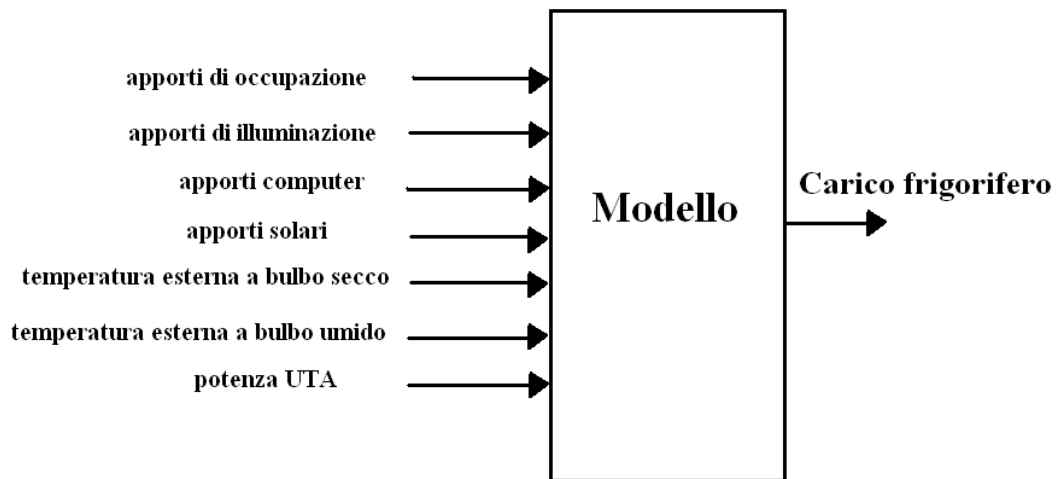 apporti di occupazione
apporti di illuminazione
apporti computer
apporti solari
temperatura esterna a bulbo secco
temperatura esterna a bulbo umido
potenza UTA
Modello
Carico frigorifero